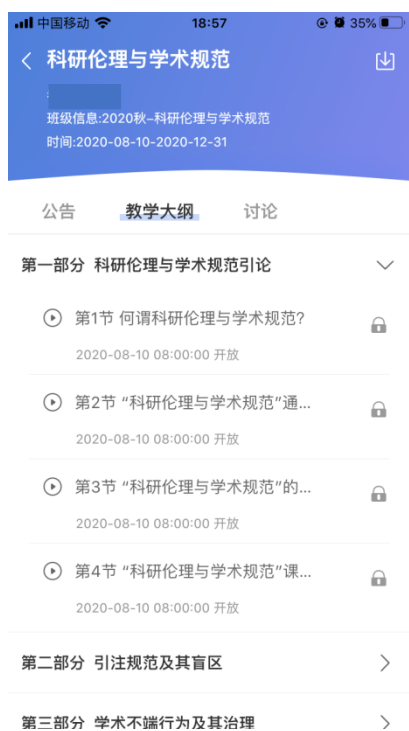 中国移动 18:57 35%
科研伦理与学术规范
班级信息:2020秋-科研伦理与学术规范
时间:2020-08-10-2020-12-31
公告 教学大纲 讨论
第一部分 科研伦理与学术规范引论
第1节 何谓科研伦理与学术规范?
2020-08-10 08:00:00 开放
第2节 “科研伦理与学术规范”通...
2020-08-10 08:00:00 开放
第3节 “科研伦理与学术规范”的...
2020-08-10 08:00:00 开放
第4节 “科研伦理与学术规范”课...
2020-08-10 08:00:00 开放
第二部分 引注规范及其盲区
第三部分 学术不端行为及其治理